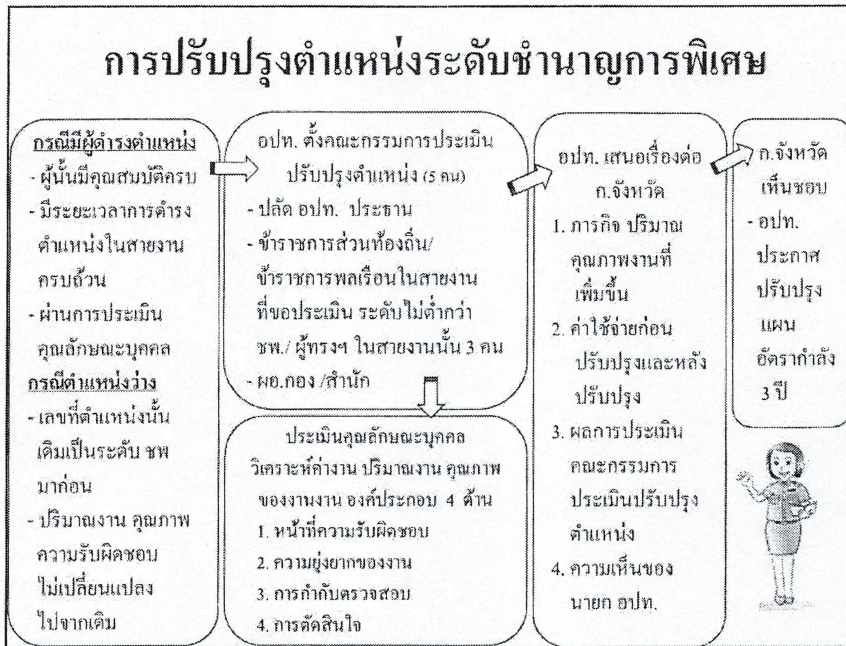 การปรับปรุงตำแหน่งระดับชำนาญการพิเศษ
กรณีมีผู้ดำรงตำแหน่ง
- ผู้นั้นมีคุณสมบัติครบ
- มีระยะเวลาการดำรง
ตำแหน่งในสายงาน
ครบถ้วน
- ผ่านการประเมิน
คุณลักษณะบุคคล
กรณีตำแหน่งว่าง
- เลขที่ตำแหน่งนั้น
เดิมเป็นระดับ ชพ
มาก่อน
- ปริมาณงาน คุณภาพ
ความรับผิดชอบ
ไม่เปลี่ยนแปลง
ไปจากเดิม
อปท. ตั้งคณะกรรมการประเมิน
ปรับปรุงตำแหน่ง (5 คน)
- ปลัด อปท. ประธาน
- ข้าราชการส่วนท้องถิ่น/
ข้าราชการพลเรือนในสายงาน
ที่ขอประเมิน ระดับไม่ต่ำกว่า
ชพ./ ผู้ทรงฯ ในสายงานนั้น 3 คน
- ผอ.กอง /สำนัก
ประเมินคุณลักษณะบุคคล
วิเคราะห์ค่างาน ปริมาณงาน คุณภาพ
ของงานงาน องค์ประกอบ 4 ด้าน
1. หน้าที่ความรับผิดชอบ
2. ความยุ่งยากของงาน
3. การกำกับตรวจสอบ
4. การตัดสินใจ
อปท. เสนอเรื่องต่อ
ก.จังหวัด
1. ภารกิจ ปริมาณ
คุณภาพงานที่
เพิ่มขึ้น
2. ค่าใช้จ่ายก่อน
ปรับปรุงและหลัง
ปรับปรุง
3. ผลการประเมิน
คณะกรรมการ
ประเมินปรับปรุง
ตำแหน่ง
4. ความเห็นของ
นายก อปท.
ก.จังหวัด
เห็นชอบ
- อปท.
ประกาศ
ปรับปรุง
แผน
อัตรากำลัง
3 ปี